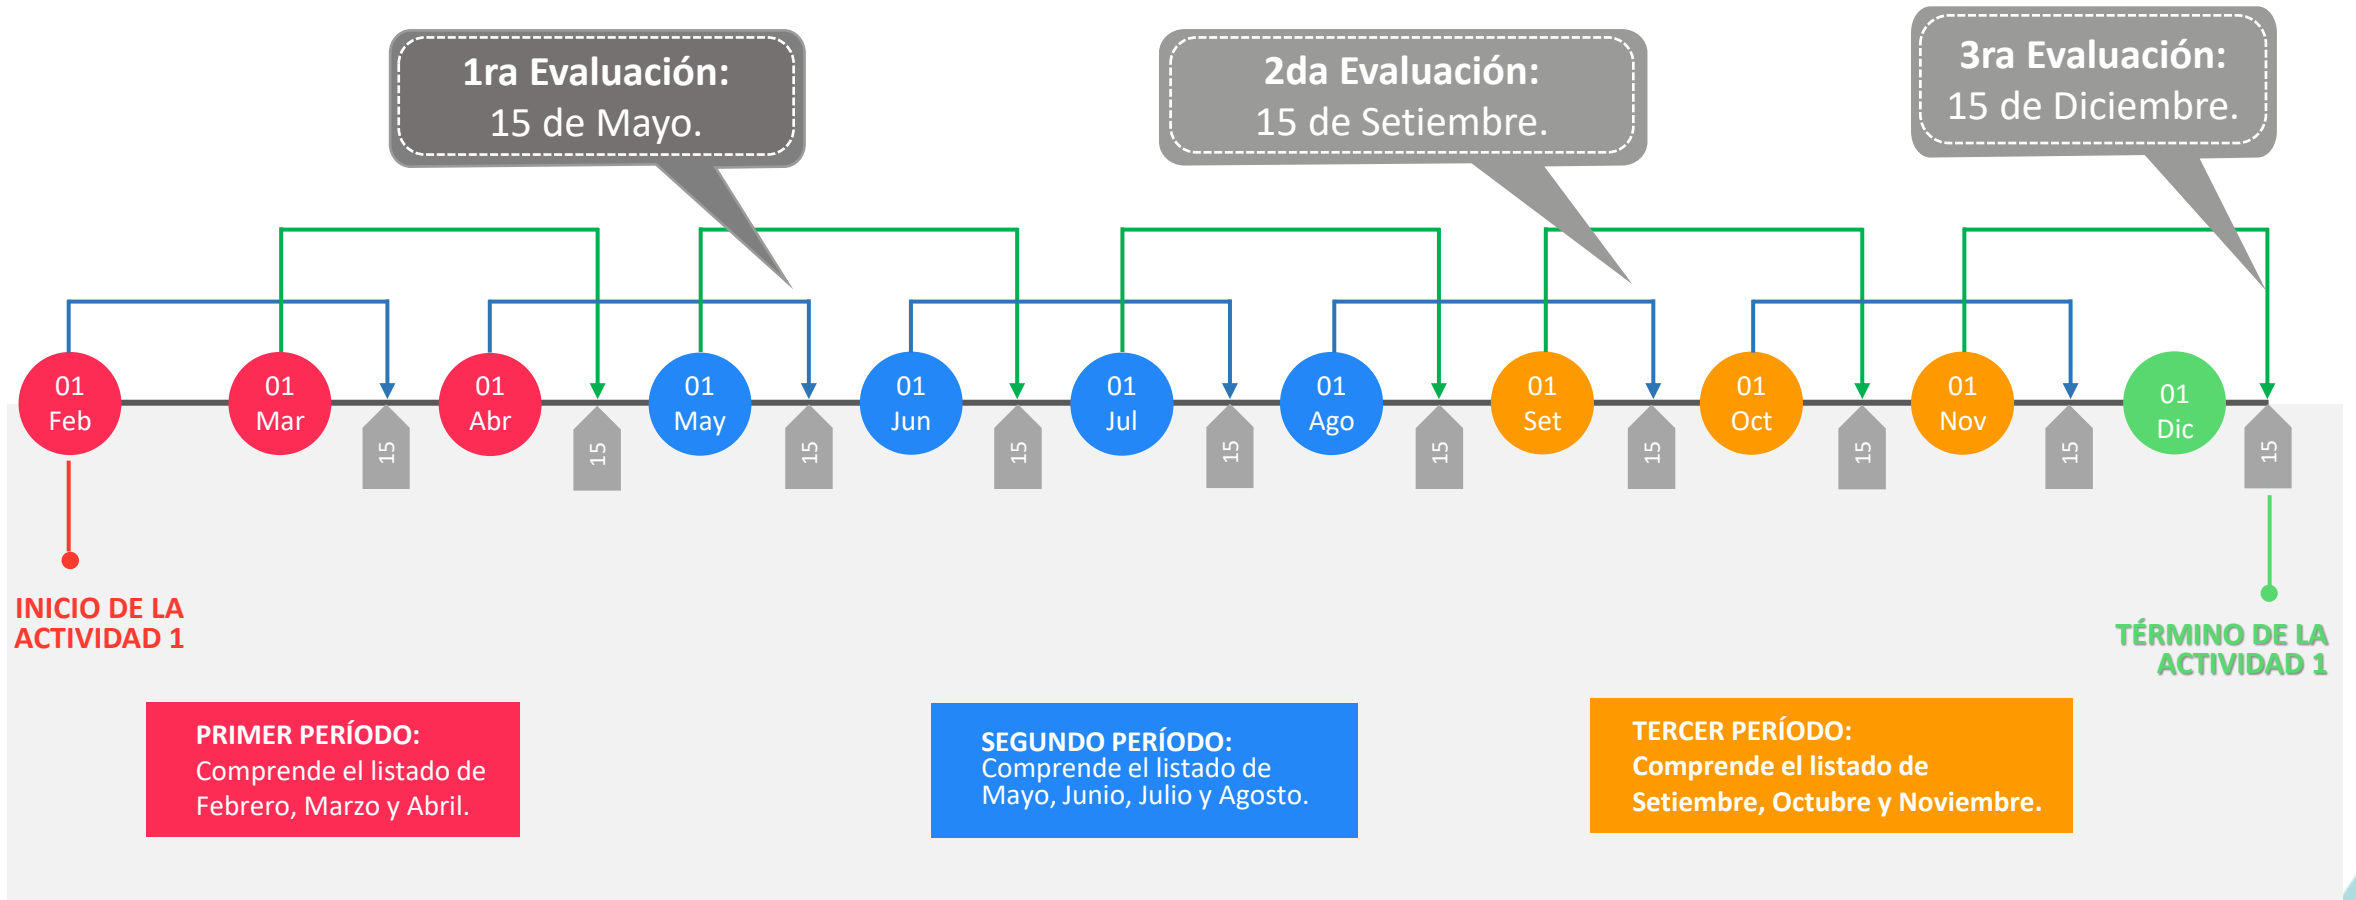 1ra Evaluación:
15 de Mayo.
2da Evaluación:
15 de Setiembre.
3ra Evaluación:
15 de Diciembre.
01
Feb
01
Mar
15
01
Abr
15
01
May
15
01
Jun
15
01
Jul
15
01
Ago
15
01
Set
15
01
Oct
15
01
Nov
15
01
Dic
15
INICIO DE LA
ACTIVIDAD 1
TÉRMINO DE LA
ACTIVIDAD 1
PRIMER PERÍODO:
Comprende el listado de
Febrero, Marzo y Abril.
SEGUNDO PERÍODO:
Comprende el listado de
Mayo, Junio, Julio y Agosto.
TERCER PERÍODO:
Comprende el listado de
Setiembre, Octubre y Noviembre.